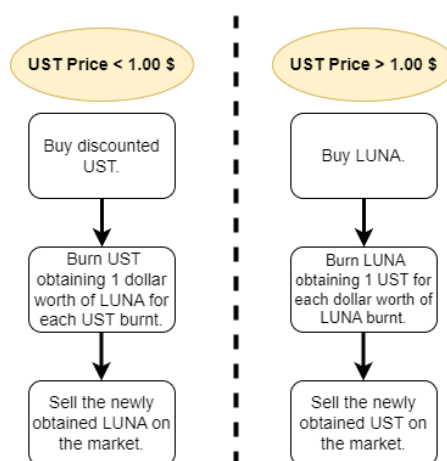 UST Price < 1.00 $
Buy discounted
UST.
Burn UST
obtaining 1 dollar
worth of LUNA for
each UST burnt.
Sell the newly
obtained LUNA on
the market.
UST Price > 1.00 $
Buy LUNA.
Burn LUNA
obtaining 1 UST for
each dollar worth of
LUNA burnt.
Sell the newly
obtained UST on
the market.